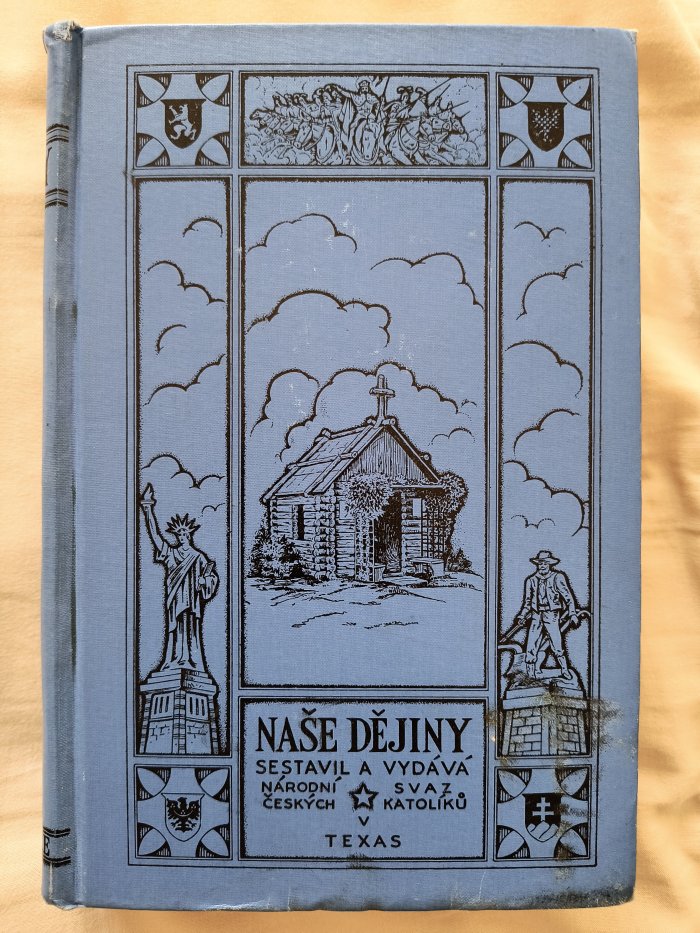 NAŠE DĚJINY
SESTAVIL A VYDÁVÁ
NÁRODNÍ SVAZ
ČESKÝCH KATOLÍKŮ
V
TEXAS